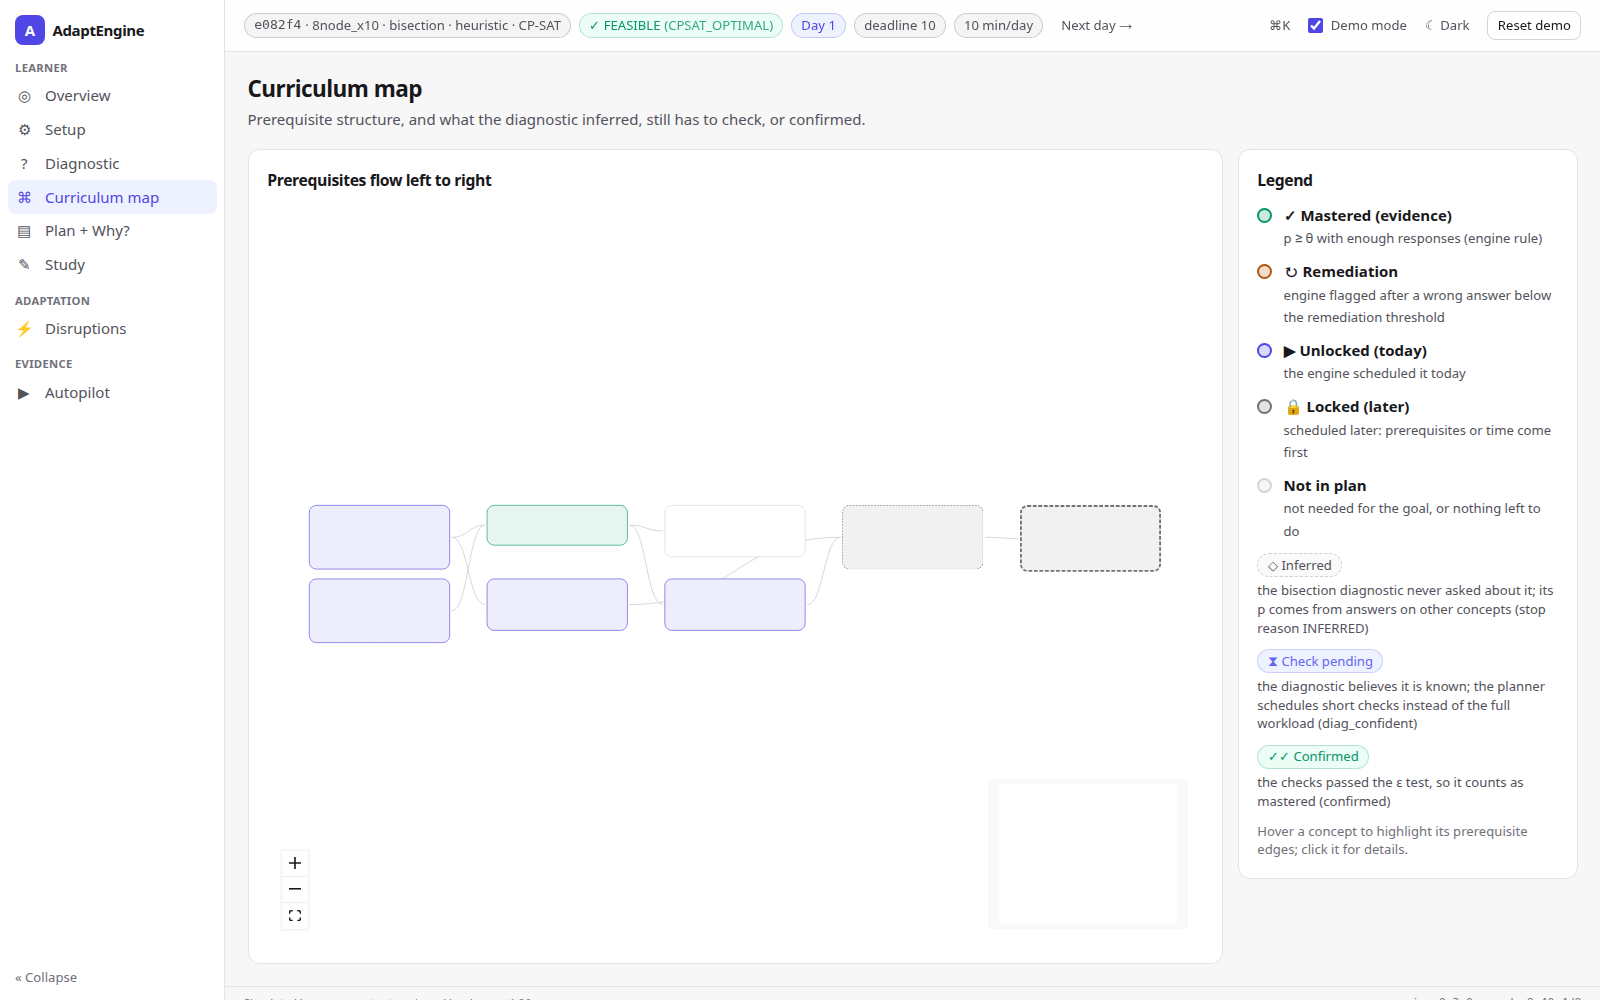 A AdaptEngine
LEARNER
Overview
Setup
? Diagnostic
Curriculum map
Plan + Why?
Study
ADAPTATION
Disruptions
EVIDENCE
Autopilot
« Collapse
e082f4 · 8node_x10 · bisection · heuristic · CP-SAT
✓ FEASIBLE (CPSAT_OPTIMAL)
Day 1
deadline 10
10 min/day
Next day →
⌘K
Demo mode
☾ Dark
Reset demo
Curriculum map
Prerequisite structure, and what the diagnostic inferred, still has to check, or confirmed.
Prerequisites flow left to right
Legend
✓ Mastered (evidence)
p ≥ θ with enough responses (engine rule)
↻ Remediation
engine flagged after a wrong answer below
the remediation threshold
▶ Unlocked (today)
the engine scheduled it today
🔒 Locked (later)
scheduled later: prerequisites or time come
first
Not in plan
not needed for the goal, or nothing left to
do
◇ Inferred
the bisection diagnostic never asked about it; its
p comes from answers on other concepts (stop
reason INFERRED)
⧗ Check pending
the diagnostic believes it is known; the planner
schedules short checks instead of the full
workload (diag_confident)
✓✓ Confirmed
the checks passed the ε test, so it counts as
mastered (confirmed)
Hover a concept to highlight its prerequisite
edges; click it for details.